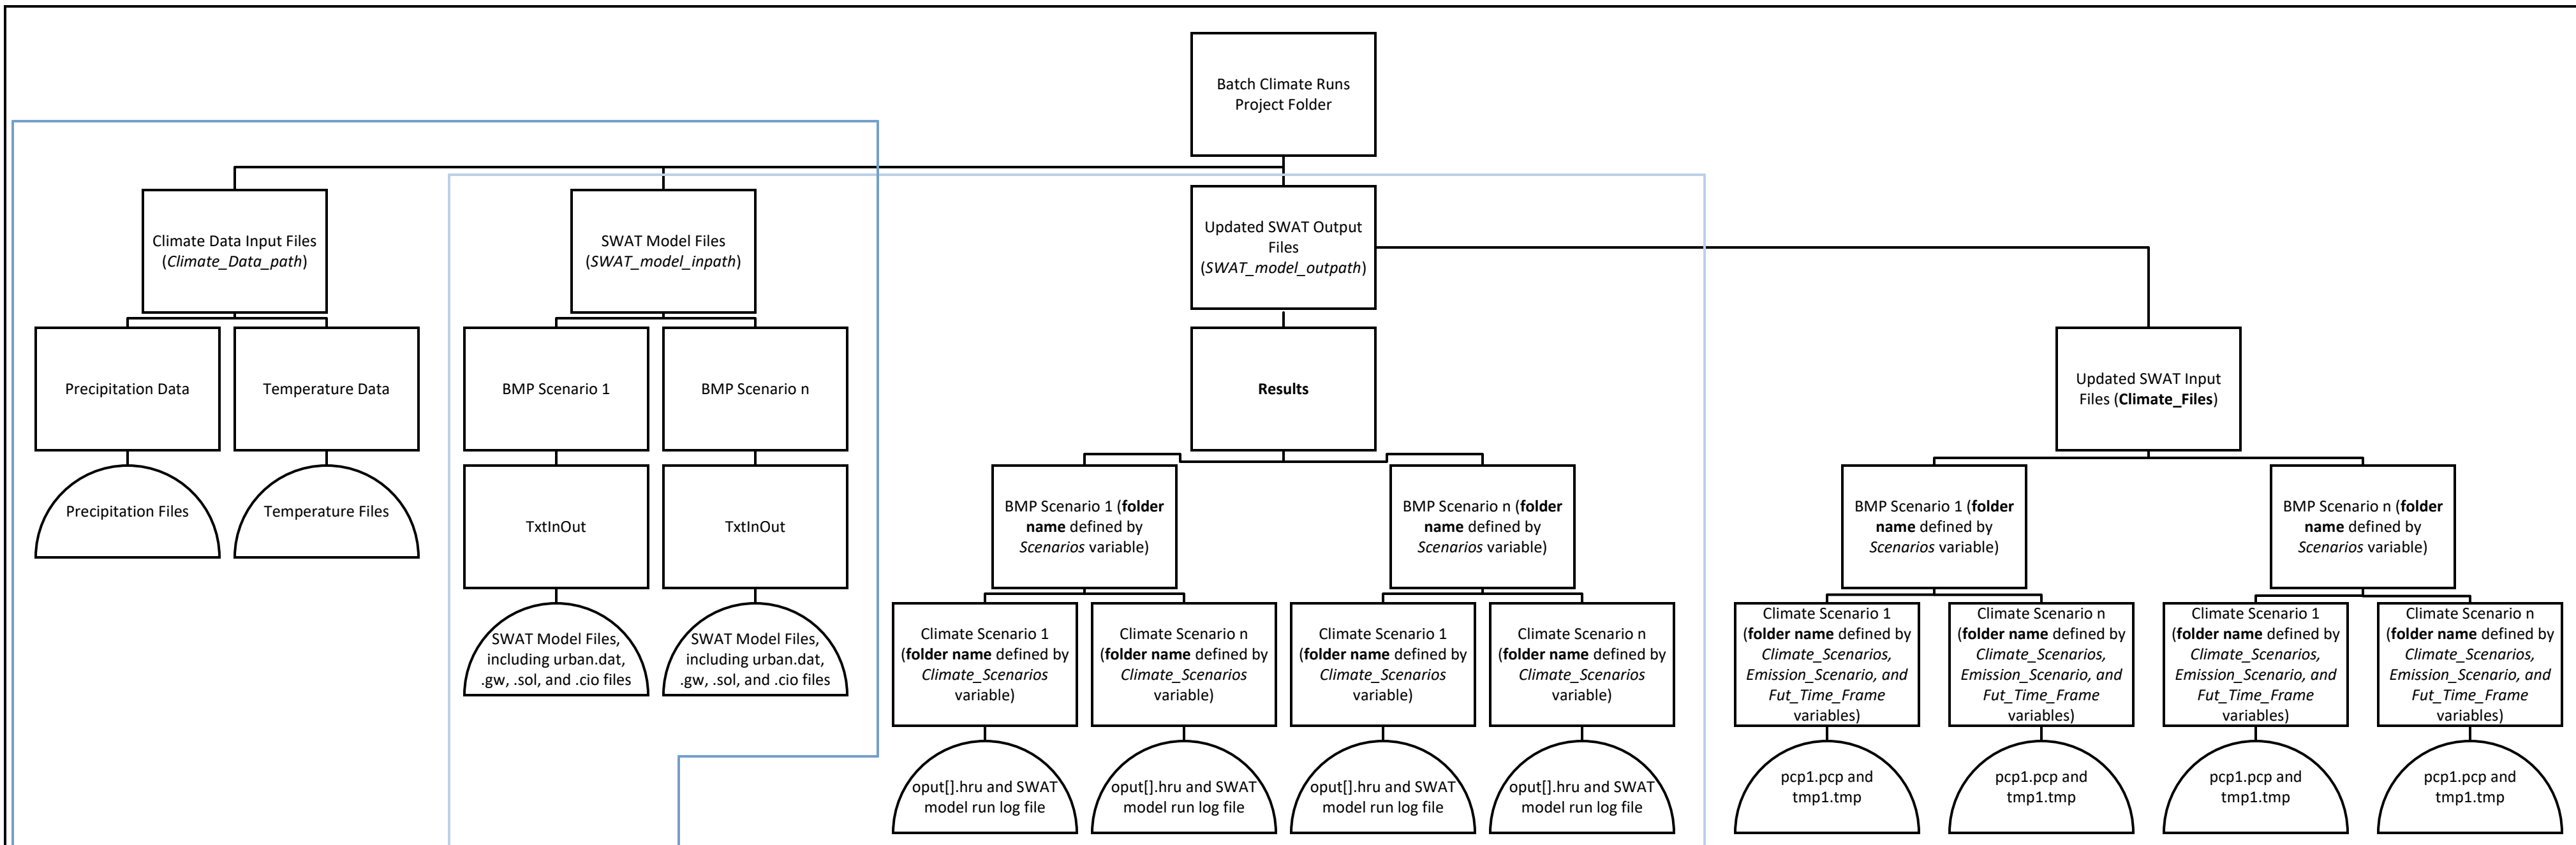 Batch Climate Runs
Project Folder
Climate Data Input Files
(Climate_Data_path)
SWAT Model Files
(SWAT_model_inpath)
Updated SWAT Output
Files
(SWAT_model_outpath)
Precipitation Data
Temperature Data
BMP Scenario 1
BMP Scenario n
Results
Updated SWAT Input
Files (Climate_Files)
Precipitation Files
Temperature Files
TxtInOut
TxtInOut
BMP Scenario 1 (folder
name defined by
Scenarios variable)
BMP Scenario n (folder
name defined by
Scenarios variable)
BMP Scenario 1 (folder
name defined by
Scenarios variable)
BMP Scenario n (folder
name defined by
Scenarios variable)
SWAT Model Files,
including urban.dat,
.gw, .sol, and .cio files
SWAT Model Files,
including urban.dat,
.gw, .sol, and .cio files
Climate Scenario 1
(folder name defined by
Climate_Scenarios
variable)
Climate Scenario n
(folder name defined by
Climate_Scenarios
variable)
Climate Scenario 1
(folder name defined by
Climate_Scenarios
variable)
Climate Scenario n
(folder name defined by
Climate_Scenarios
variable)
Climate Scenario 1
(folder name defined by
Climate_Scenarios,
Emission_Scenario, and
Fut_Time_Frame
variables)
Climate Scenario n
(folder name defined by
Climate_Scenarios,
Emission_Scenario, and
Fut_Time_Frame
variables)
Climate Scenario 1
(folder name defined by
Climate_Scenarios,
Emission_Scenario, and
Fut_Time_Frame
variables)
Climate Scenario n
(folder name defined by
Climate_Scenarios,
Emission_Scenario, and
Fut_Time_Frame
variables)
oput[].hru and SWAT
model run log file
oput[].hru and SWAT
model run log file
oput[].hru and SWAT
model run log file
oput[].hru and SWAT
model run log file
pcp1.pcp and
tmp1.tmp
pcp1.pcp and
tmp1.tmp
pcp1.pcp and
tmp1.tmp
pcp1.pcp and
tmp1.tmp